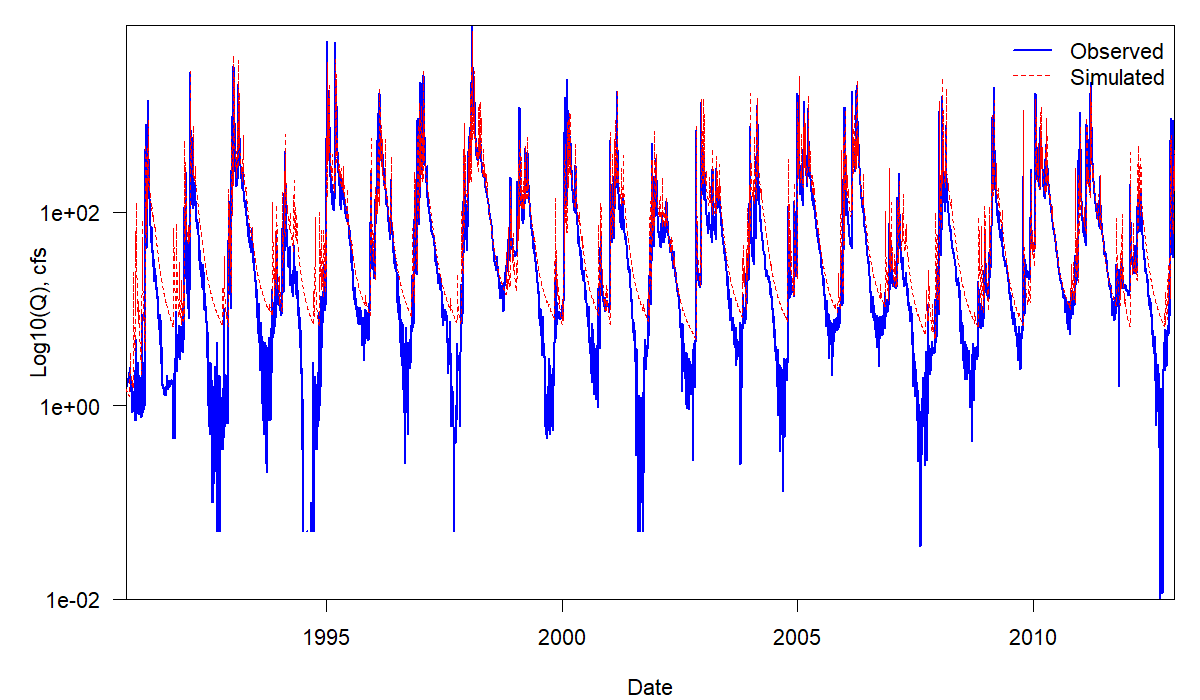 Observed
Simulated
Log10(Q), cfs
1e+02
1e+00
1e-02
1995
2000
2005
2010
Date